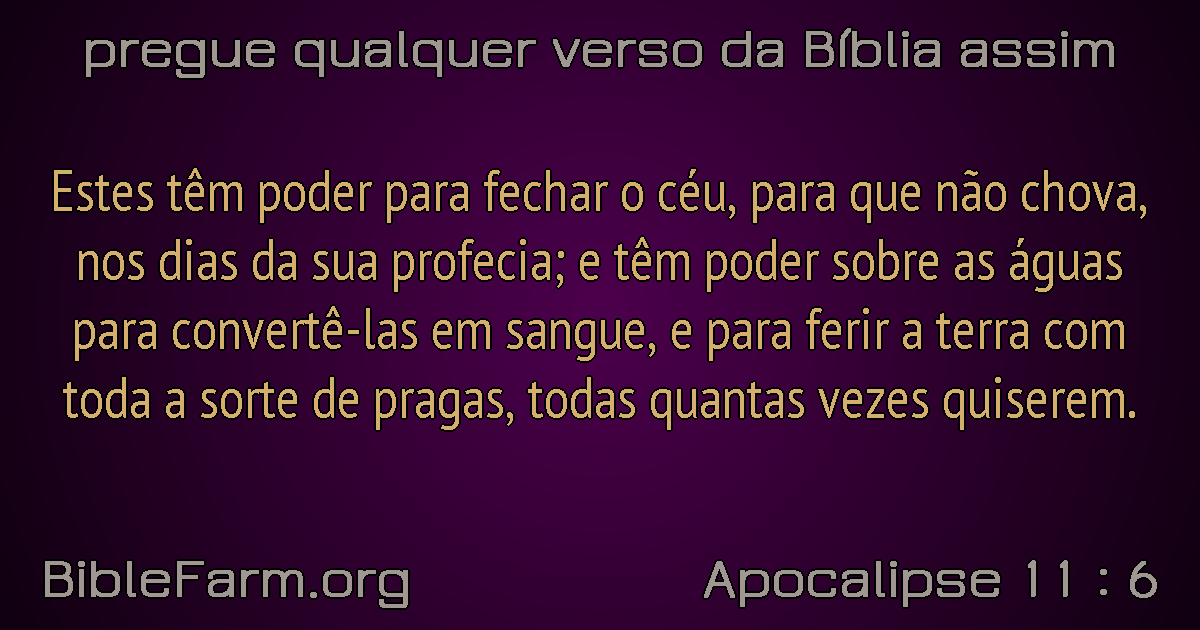 pregue qualquer verso da Bíblia assim
Estes têm poder para fechar o céu, para que não chova,
nos dias da sua profecia; e têm poder sobre as águas
para convertê-las em sangue, e para ferir a terra com
toda a sorte de pragas, todas quantas vezes quiserem.
BibleFarm.org
Apocalipse 11 : 6